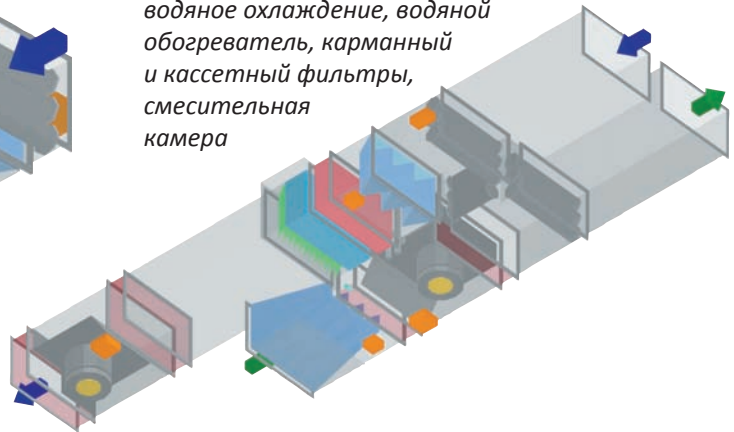 водяное охлаждение, водяной
обогреватель, карманный
и кассетный фильтры,
смесительная
камера